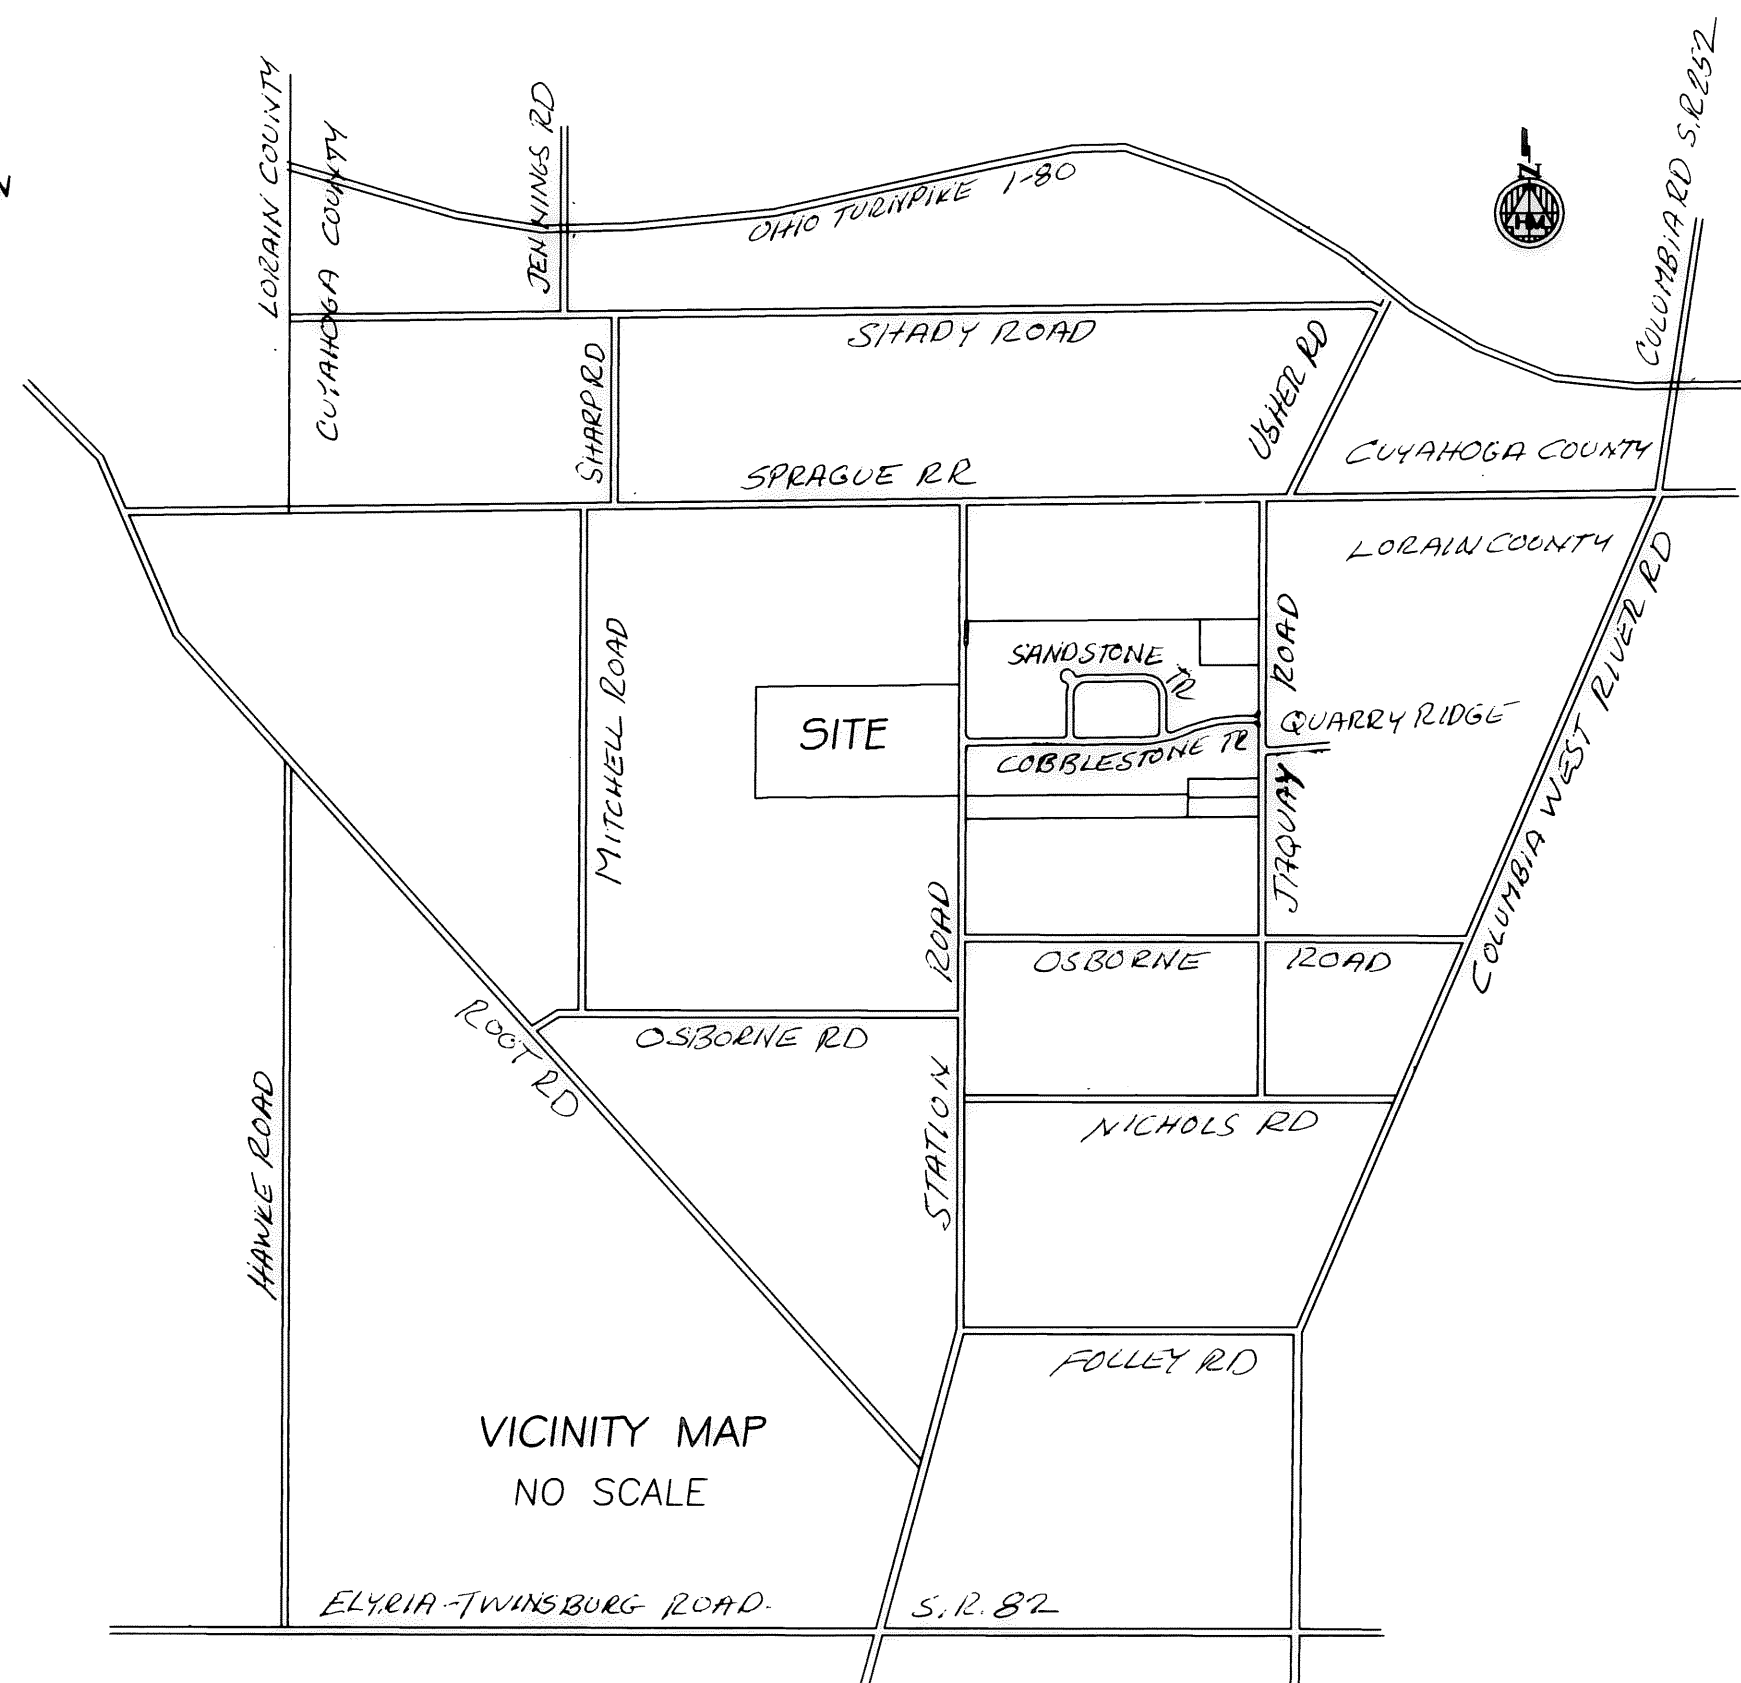 LORAIN COUNTY
CUYAHOGA COUNTY
JENNINGS RD
OHIO TURNPIKE I-80
COLUMBIA RD S.R 252
N
HM
SHADY ROAD
SHARP RD
USHER RD
SPRAGUE RR
CUYAHOGA COUNTY
LORAIN COUNTY
MITCHELL ROAD
SITE
SANDSTONE TR
COBBLESTONE TR
JAQUAY ROAD
QUARRY RIDGE
COLUMBIA WEST RIVER RD
STATION ROAD
OSBORNE ROAD
OSBORNE RD
ROOT RD
NICHOLS RD
HAWKE ROAD
FOLLEY RD
VICINITY MAP
NO SCALE
ELYRIA-TWINSBURG ROAD. S.R. 82